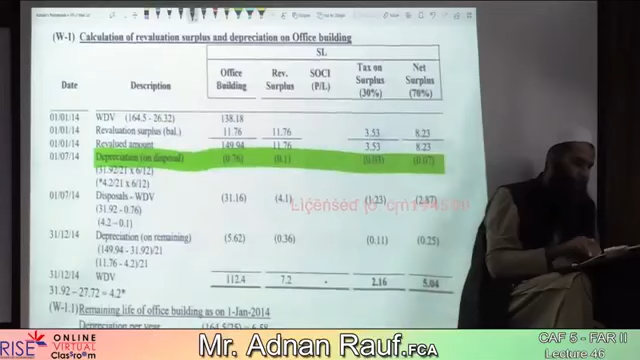 (W-1) Calculation of revaluation surplus and depreciation on Office building
SL
Date Description Office Building Rev. Surplus SOCI (P/L) Tax on Surplus (30%) Net Surplus (70%)
01/01/14 WDV (164.5 - 26.32) 138.18
01/01/14 Revaluation surplus (bal.) 11.76 11.76 3.53 8.23
01/01/14 Revalued amount 149.94 11.76 3.53 8.23
01/07/14 Depreciation (on disposal) (0.76) (0.1) (0.03) (0.07)
(31.92/21 x 6/12)
(*4.2/21 x 6/12)
01/07/14 Disposals - WDV (31.16) (4.1) (1.23) (2.87)
(31.92 - 0.76)
(4.2 – 0.1)
31/12/14 Depreciation (on remaining) (5.62) (0.36) (0.11) (0.25)
(149.94 - 31.92)/21
(11.76 - 4.2)/21
31/12/14 WDV 112.4 7.2 - 2.16 5.04
31.92 – 27.72 = 4.2*
(W-1.1) Remaining life of office building as on 1-Jan-2014
Depreciation per year (164.5/25) = 6.58
Licensed to
RISE ONLINE VIRTUAL Classroom
Mr. Adnan Rauf.FCA
CAF 5 - FAR II
Lecture 46